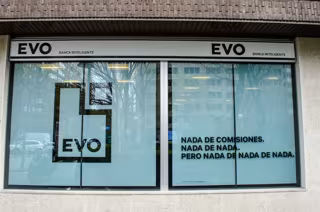 EVO BANCA INTELIGENTE EVO BANCA INTELIGENTE
EVO
NADA DE COMISIONES.
NADA DE NADA.
PERO NADA DE NADA DE NADA.